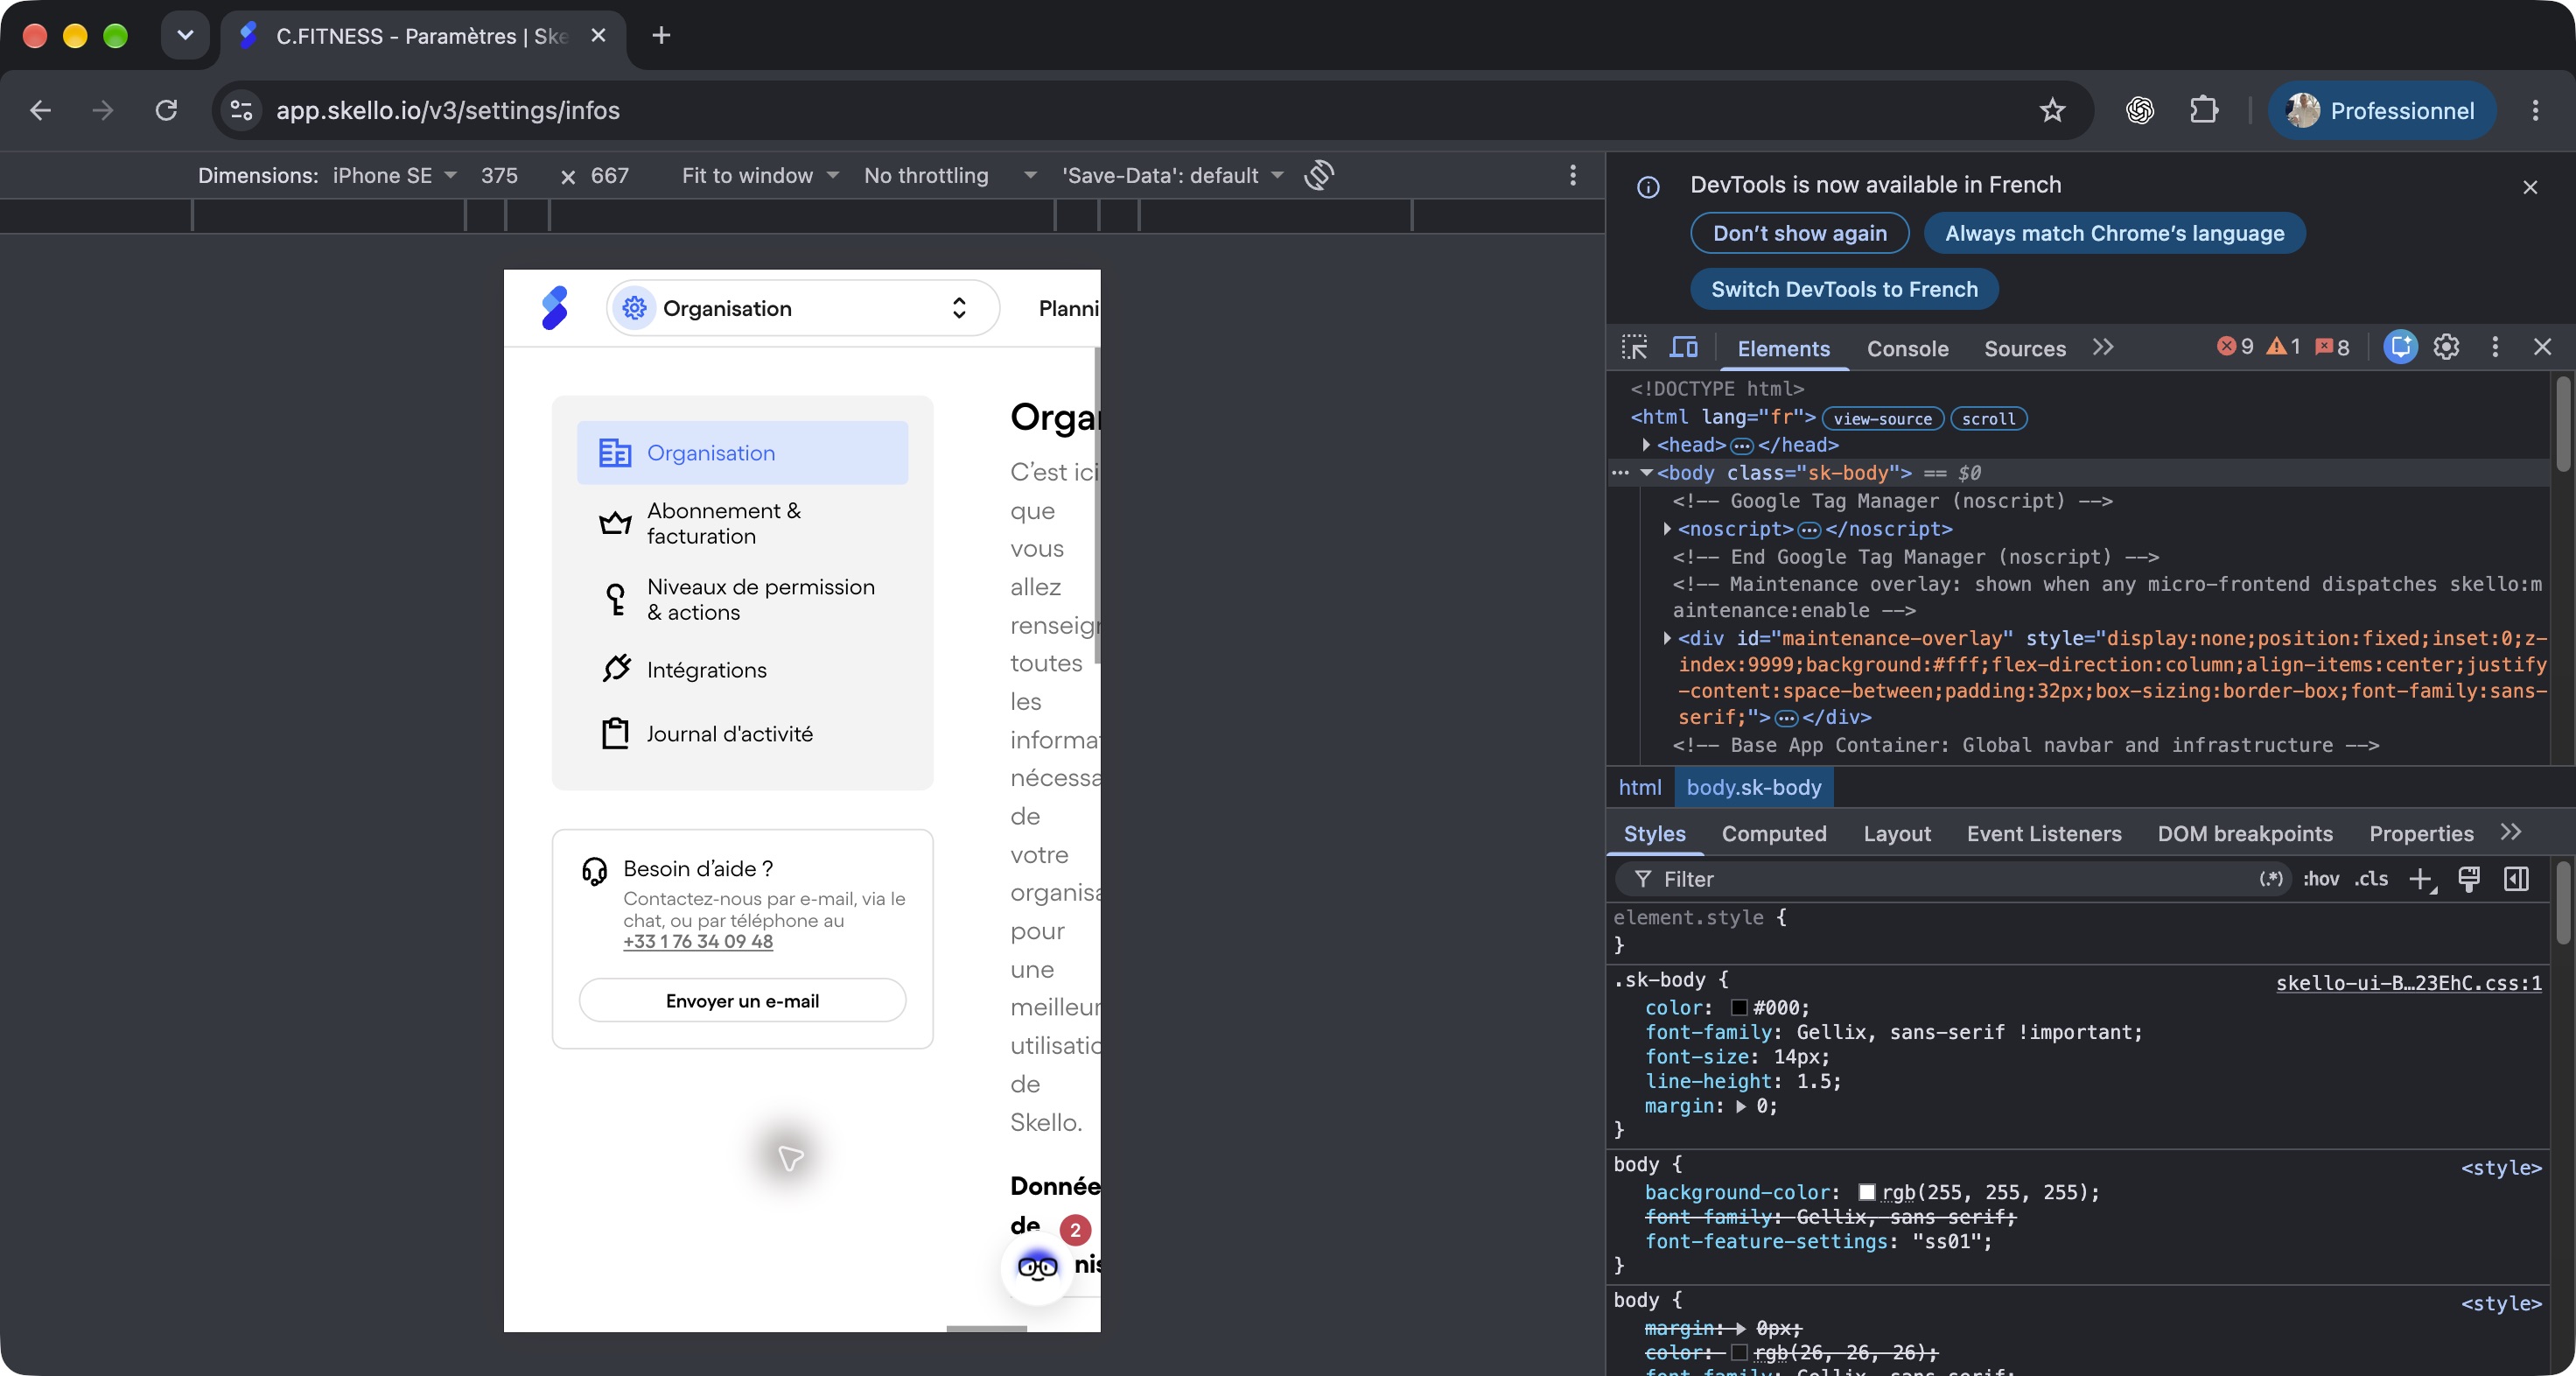 C.FITNESS - Paramètres | Ske
app.skello.io/v3/settings/infos
Professionnel
Dimensions: iPhone SE 375 × 667 Fit to window No throttling 'Save-Data': default
DevTools is now available in French
Don't show again
Always match Chrome's language
Switch DevTools to French
Organisation
Planni
Organisation
Abonnement &
facturation
Niveaux de permission
& actions
Intégrations
Journal d'activité
Besoin d'aide ?
Contactez-nous par e-mail, via le
chat, ou par téléphone au
+33 1 76 34 09 48
Envoyer un e-mail
Orga
C'est ici
que
vous
allez
renseig
toutes
les
informa
nécessa
de
votre
organisa
pour
une
meilleur
utilisatio
de
Skello.
Donnée
de
nis
2
Elements Console Sources 9 1 8
<!DOCTYPE html>
<html lang="fr"> view-source scroll
<head> ••• </head>
••• <body class="sk-body"> == $0
<!-- Google Tag Manager (noscript) -->
<noscript> ••• </noscript>
<!-- End Google Tag Manager (noscript) -->
<!-- Maintenance overlay: shown when any micro-frontend dispatches skello:m
aintenance:enable -->
<div id="maintenance-overlay" style="display:none;position:fixed;inset:0;z-
index:9999;background:#fff;flex-direction:column;align-items:center;justify
-content:space-between;padding:32px;box-sizing:border-box;font-family:sans-
serif;"> ••• </div>
<!-- Base App Container: Global navbar and infrastructure -->
html body.sk-body
Styles Computed Layout Event Listeners DOM breakpoints Properties
Filter (.*) :hov .cls
element.style {
}
.sk-body { skello-ui-B…23EhC.css:1
color: #000;
font-family: Gellix, sans-serif !important;
font-size: 14px;
line-height: 1.5;
margin: 0;
}
body { <style>
background-color: rgb(255, 255, 255);
font-family: Gellix, sans-serif;
font-feature-settings: "ss01";
}
body { <style>
margin: 0px;
color: rgb(26, 26, 26);
font-family: Gellix, sans-serif;